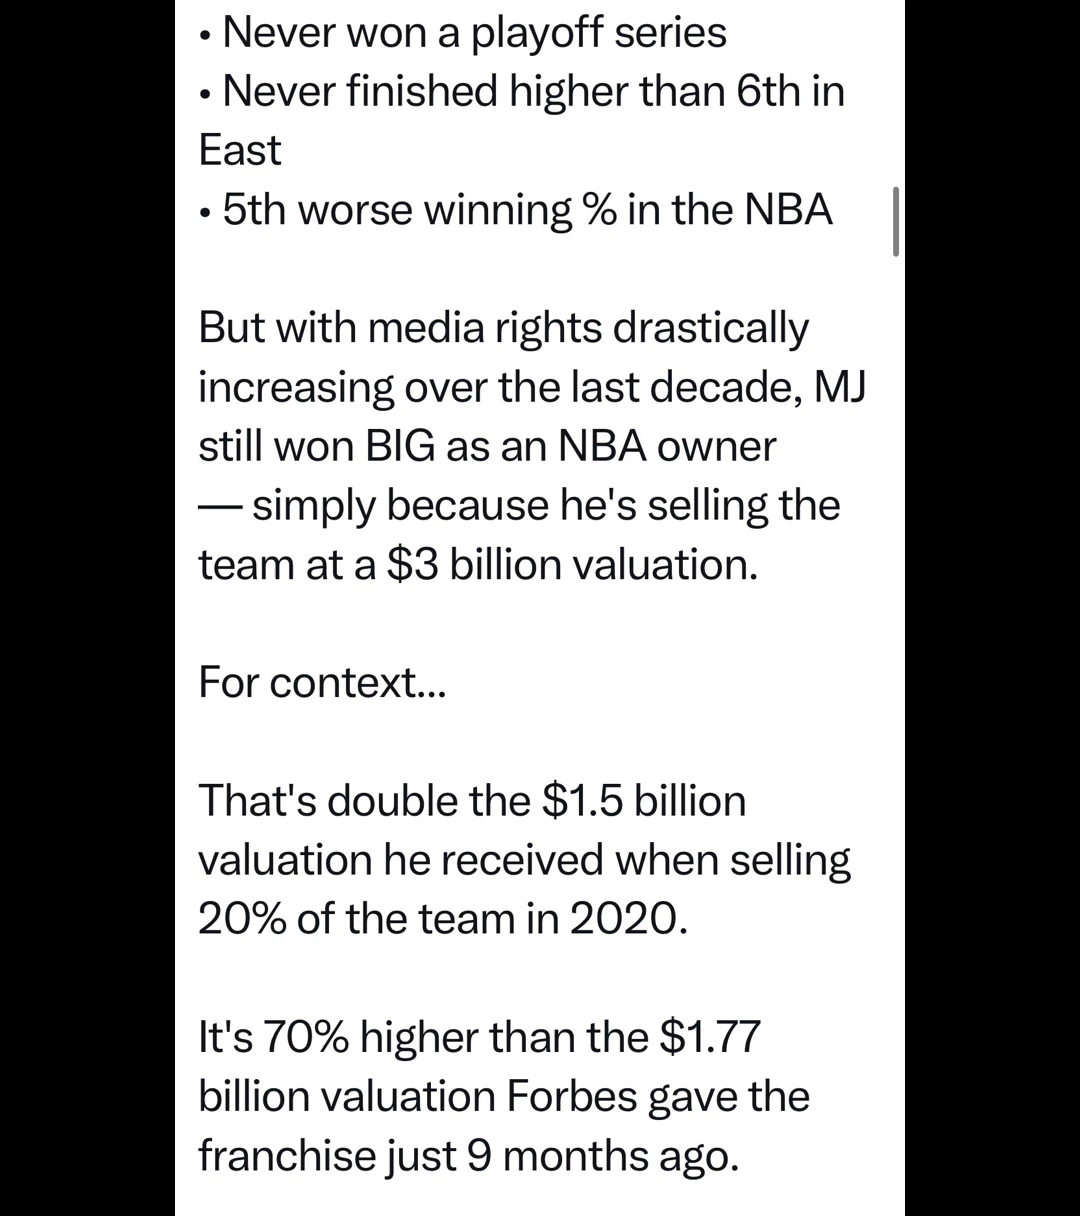 • Never won a playoff series
• Never finished higher than 6th in
East
• 5th worse winning % in the NBA
But with media rights drastically
increasing over the last decade, MJ
still won BIG as an NBA owner
— simply because he's selling the
team at a $3 billion valuation.
For context...
That's double the $1.5 billion
valuation he received when selling
20% of the team in 2020.
It's 70% higher than the $1.77
billion valuation Forbes gave the
franchise just 9 months ago.